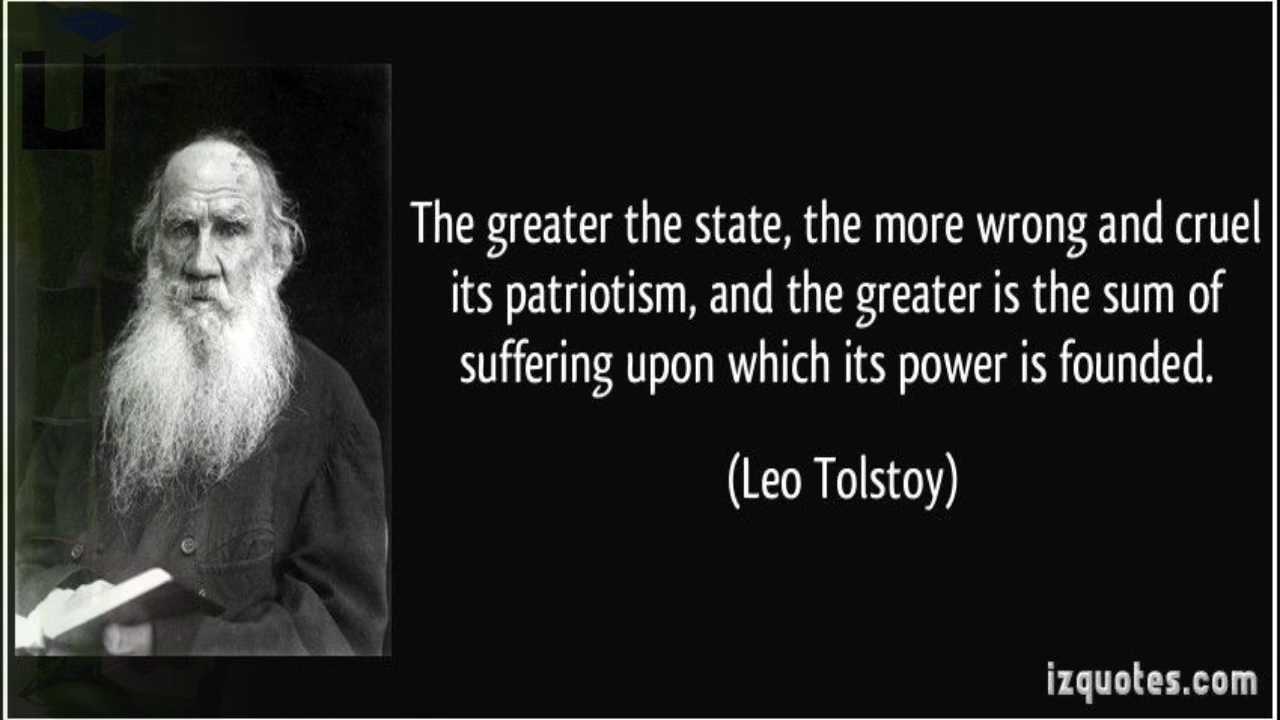 The greater the state, the more wrong and cruel
its patriotism, and the greater is the sum of
suffering upon which its power is founded.
(Leo Tolstoy)
izquotes.com